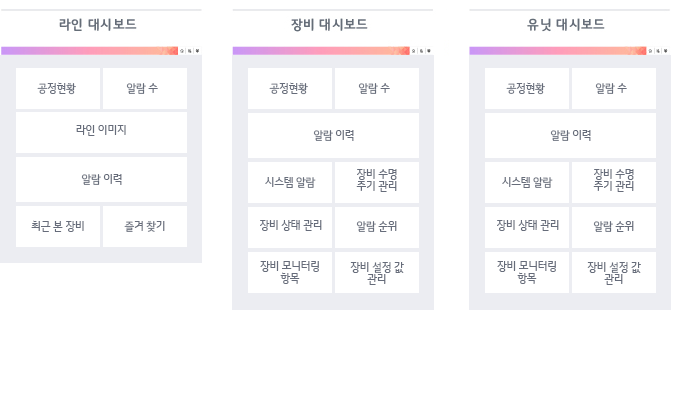 라인 대시보드
공정현황
알람 수
라인 이미지
알람 이력
최근 본 장비
즐겨 찾기
장비 대시보드
공정현황
알람 수
알람 이력
시스템 알람
장비 수명
주기 관리
장비 상태 관리
알람 순위
장비 모니터링
항목
장비 설정 값
관리
유닛 대시보드
공정현황
알람 수
알람 이력
시스템 알람
장비 수명
주기 관리
장비 상태 관리
알람 순위
장비 모니터링
항목
장비 설정 값
관리